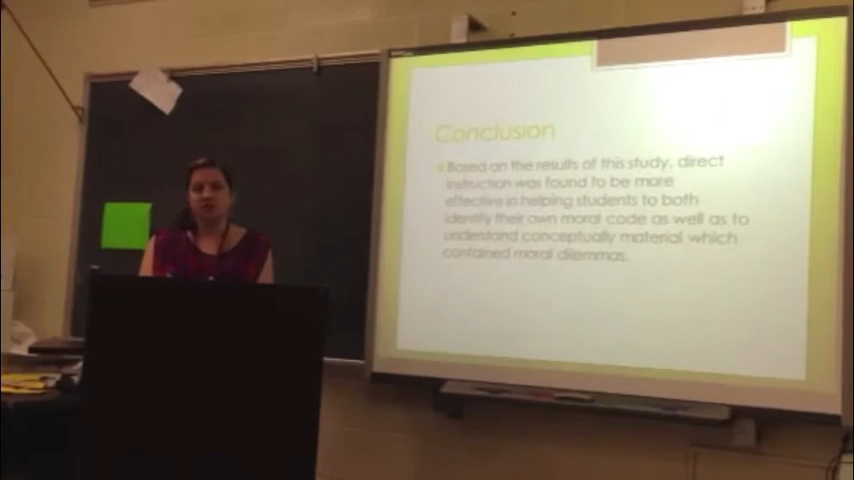 Conclusion
Based on the results of this study, direct
instruction was found to be more
effective in helping students to both
identify their own moral code as well as to
understand conceptually material which
contained moral dilemmas.